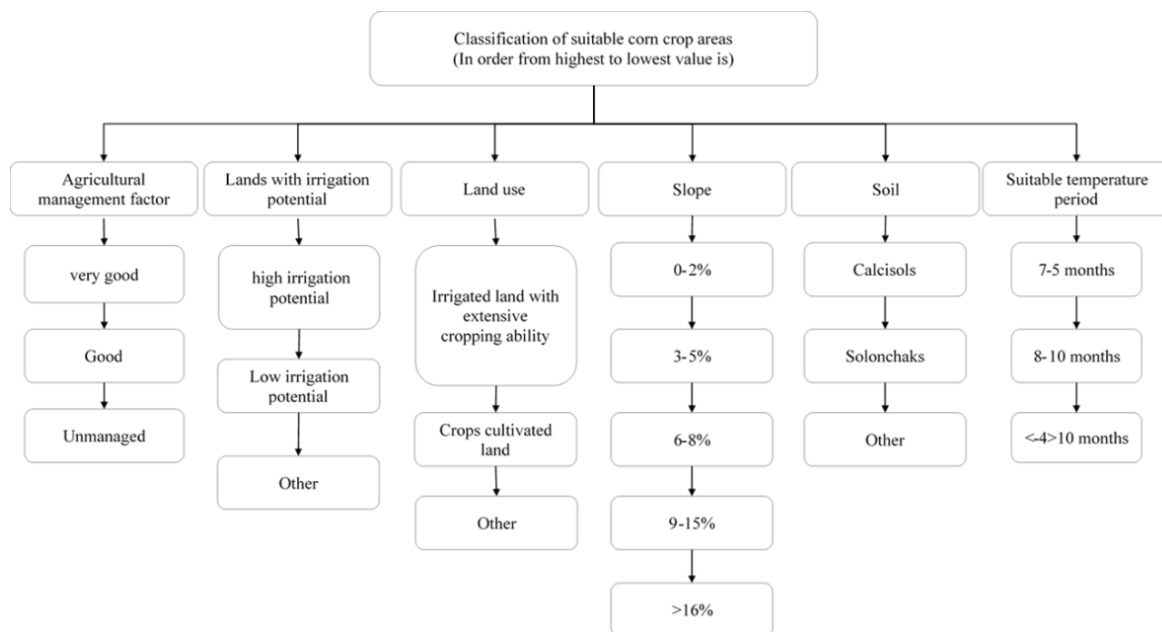 Classification of suitable corn crop areas
(In order from highest to lowest value is)
Agricultural
management factor
very good
Good
Unmanaged
Lands with irrigation
potential
high irrigation
potential
Low irrigation
potential
Other
Land use
Irrigated land with
extensive
cropping ability
Crops cultivated
land
Other
Slope
0-2%
3-5%
6-8%
9-15%
>16%
Soil
Calcisols
Solonchaks
Other
Suitable temperature
period
7-5 months
8-10 months
<-4>10 months